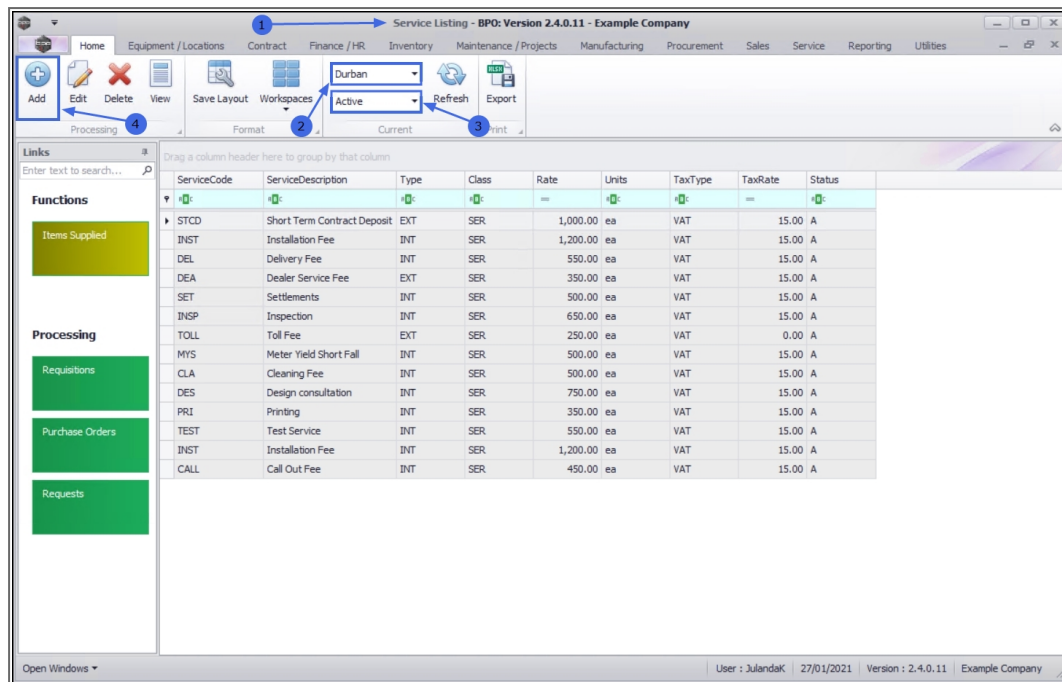 1
Service Listing - BPO: Version 2.4.0.11 - Example Company
Home Equipment / Locations Contract Finance / HR Inventory Maintenance / Projects Manufacturing Procurement Sales Service Reporting Utilities
Add Edit Delete View Save Layout Workspaces Durban Active Refresh Export
4 2 3
Processing Format Current Print
Links
Enter text to search...
Functions
Items Supplied
Processing
Requisitions
Purchase Orders
Requests
Drag a column header here to group by that column
ServiceCode ServiceDescription Type Class Rate Units TaxType TaxRate Status
STCD Short Term Contract Deposit EXT SER 1,000.00 ea VAT 15.00 A
INST Installation Fee INT SER 1,200.00 ea VAT 15.00 A
DEL Delivery Fee INT SER 550.00 ea VAT 15.00 A
DEA Dealer Service Fee EXT SER 350.00 ea VAT 15.00 A
SET Settlements INT SER 500.00 ea VAT 15.00 A
INSP Inspection INT SER 650.00 ea VAT 15.00 A
TOLL Toll Fee EXT SER 250.00 ea VAT 0.00 A
MYS Meter Yield Short Fall INT SER 500.00 ea VAT 15.00 A
CLA Cleaning Fee INT SER 500.00 ea VAT 15.00 A
DES Design consultation INT SER 750.00 ea VAT 15.00 A
PRI Printing INT SER 350.00 ea VAT 15.00 A
TEST Test Service INT SER 550.00 ea VAT 15.00 A
INST Installation Fee INT SER 1,200.00 ea VAT 15.00 A
CALL Call Out Fee INT SER 450.00 ea VAT 15.00 A
Open Windows User : JulandaK 27/01/2021 Version : 2.4.0.11 Example Company